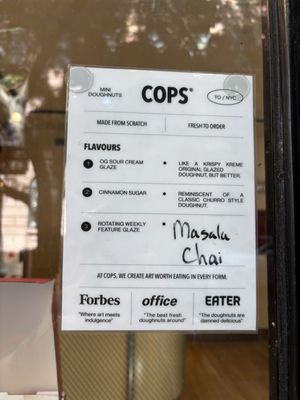 MINI
DOUGHNUTS
COPS®
TO / NYC
MADE FROM SCRATCH
FRESH TO ORDER
FLAVOURS
1 OG SOUR CREAM
GLAZE
• LIKE A KRISPY KREME
ORIGINAL GLAZED
DOUGHNUT, BUT BETTER.
2 CINNAMON SUGAR
• REMINISCENT OF A
CLASSIC CHURRO STYLE
DOUGHNUT.
3 ROTATING WEEKLY
FEATURE GLAZE
• Masala
Chai
AT COPS, WE CREATE ART WORTH EATING IN EVERY FORM.
Forbes
"Where art meets
indulgence"
office
"The best fresh
doughnuts around"
EATER
"The doughnuts are
damned delicious"